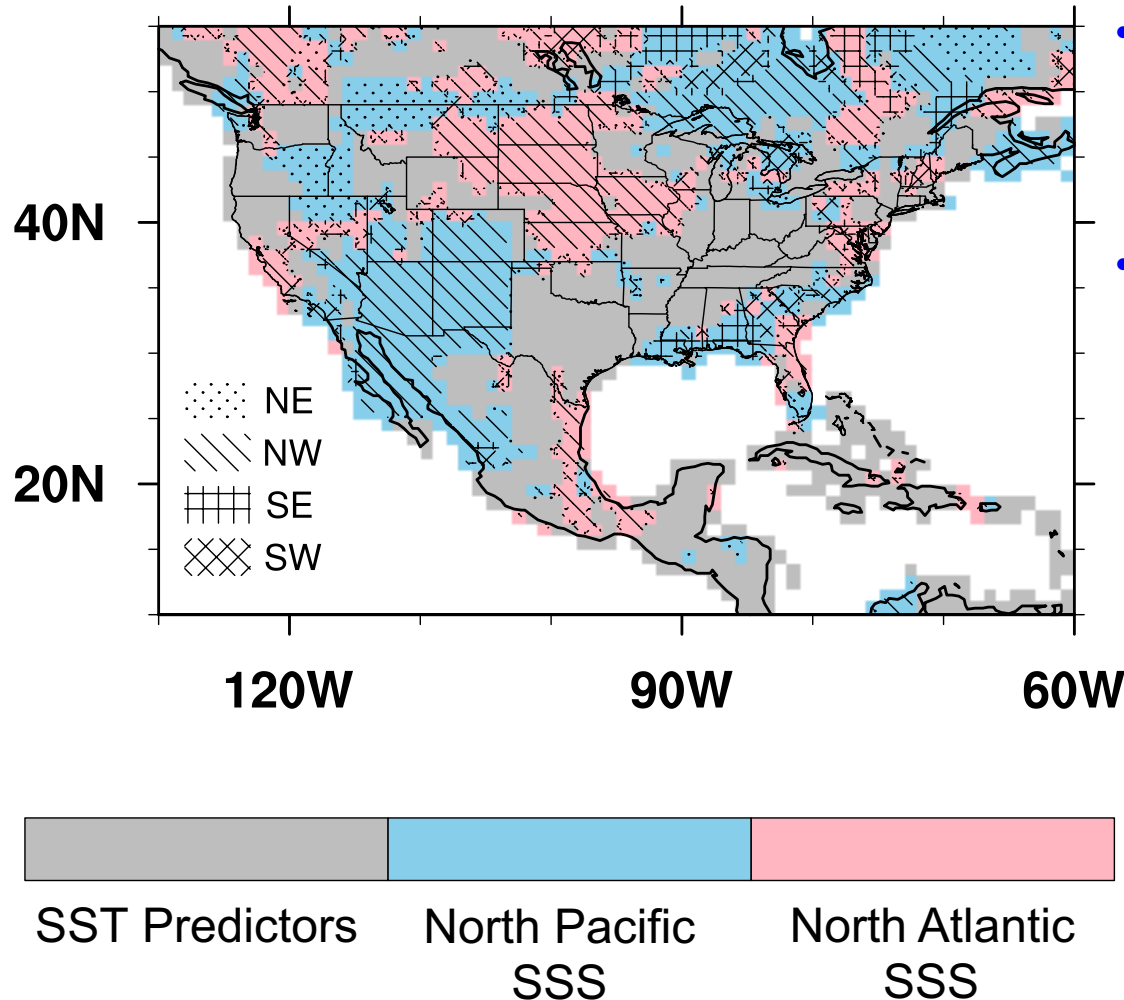 40N
20N
NE
NW
SE
SW
120W
90W
60W
SST Predictors
North Pacific
SSS
North Atlantic
SSS